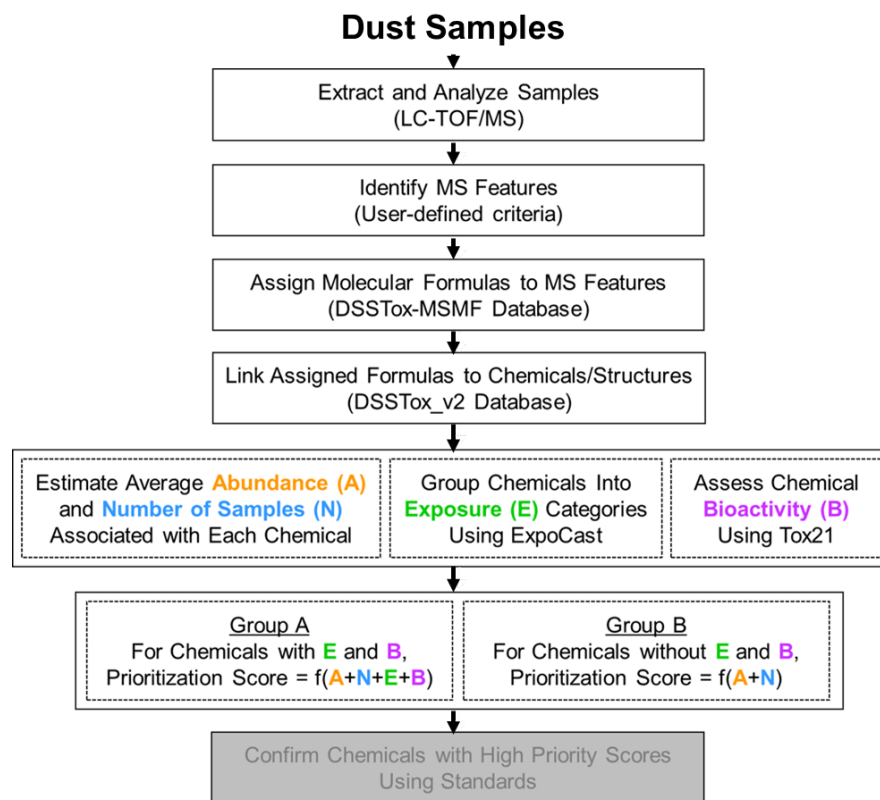 Dust Samples
Extract and Analyze Samples
(LC-TOF/MS)
Identify MS Features
(User-defined criteria)
Assign Molecular Formulas to MS Features
(DSSTox-MSMF Database)
Link Assigned Formulas to Chemicals/Structures
(DSSTox_v2 Database)
Estimate Average Abundance (A)
and Number of Samples (N)
Associated with Each Chemical
Group Chemicals Into
Exposure (E) Categories
Using ExpoCast
Assess Chemical
Bioactivity (B)
Using Tox21
Group A
For Chemicals with E and B,
Prioritization Score = f(A+N+E+B)
Group B
For Chemicals without E and B,
Prioritization Score = f(A+N)
Confirm Chemicals with High Priority Scores
Using Standards